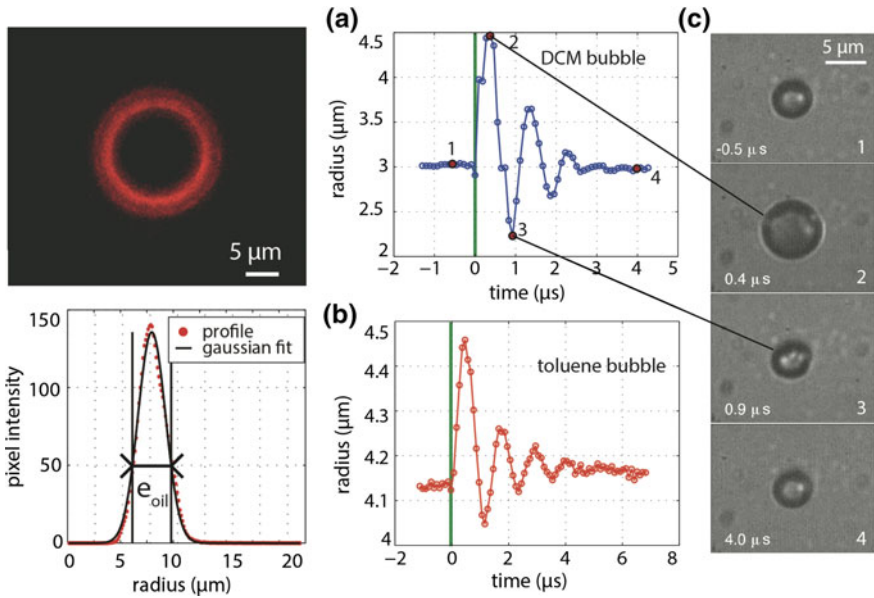 5 µm
150
100
50
0
0
5
10
15
20
pixel intensity
radius (µm)
profile
gaussian fit
e oil
(a)
4.5
4
3.5
3
2.5
2
−2
−1
0
1
2
3
4
5
radius (µm)
time (µs)
DCM bubble
1
2
3
4
(b)
4.5
4.4
4.3
4.2
4.1
4
−2
0
2
4
6
8
radius (µm)
time (µs)
toluene bubble
(c)
5 µm
-0.5 µs
1
0.4 µs
2
0.9 µs
3
4.0 µs
4